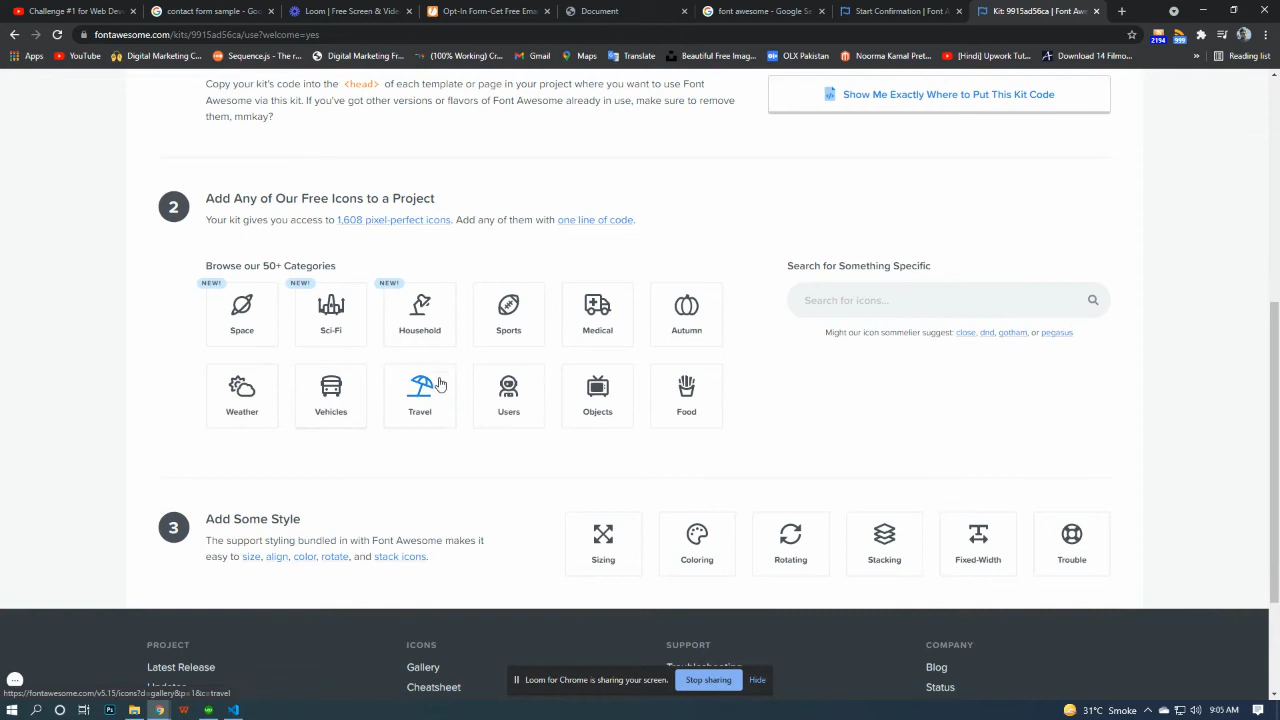 Challenge #1 for Web Dev
contact form sample - Go
Loom | Free Screen & Vide
Opt-In Form-Get Free Ema
Document
font awesome - Google Se
Start Confirmation | Font A
Kit: 9915ad56ca | Font Aw
fontawesome.com/kits/9915ad56ca/use?welcome=yes
2194
999
Apps
YouTube
Digital Marketing C...
Sequence.js - The r...
Digital Marketing Fr...
(100% Working) Cr...
Gmail
Maps
Translate
Beautiful Free Imag...
OLX Pakistan
Noorma Kamal Pret...
[Hindi] Upwork Tut...
Download 14 Filmo...
»
Reading list
Copy your kit's code into the <head> of each template or page in your project where you want to use Font
Awesome via this kit. If you've got other versions or flavors of Font Awesome already in use, make sure to remove
them, mmkay?
Show Me Exactly Where to Put This Kit Code
2
Add Any of Our Free Icons to a Project
Your kit gives you access to 1,608 pixel-perfect icons. Add any of them with one line of code.
Browse our 50+ Categories
Search for Something Specific
NEW!
NEW!
NEW!
Space
Sci-Fi
Household
Sports
Medical
Autumn
Search for icons...
Might our icon sommelier suggest: close, dnd, gotham, or pegasus
Weather
Vehicles
Travel
Users
Objects
Food
3
Add Some Style
The support styling bundled in with Font Awesome makes it
easy to size, align, color, rotate, and stack icons.
Sizing
Coloring
Rotating
Stacking
Fixed-Width
Trouble
PROJECT
ICONS
SUPPORT
COMPANY
Latest Release
Gallery
Troubleshooting
Blog
Cheatsheet
Status
Loom for Chrome is sharing your screen.
Stop sharing
Hide
https://fontawesome.com/v5.15/icons?d=gallery&p=1&c=travel
31°C Smoke
9:05 AM